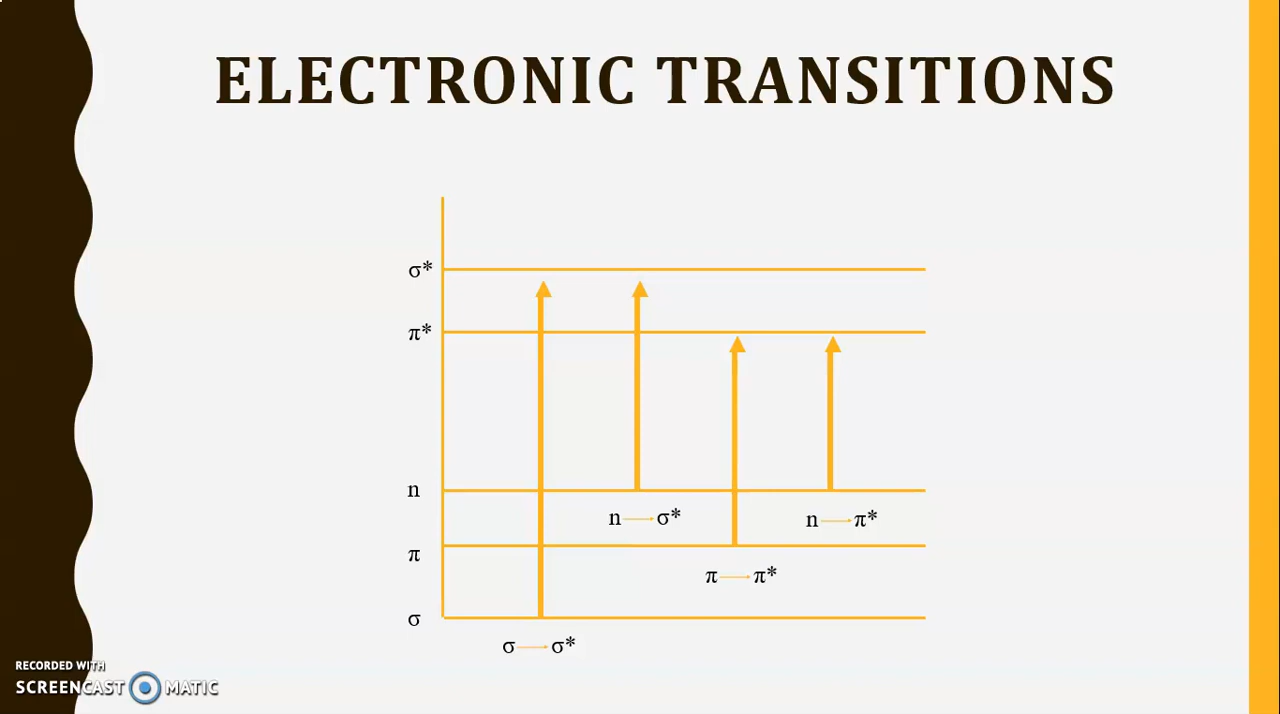 ELECTRONIC TRANSITIONS
σ*
π*
n
n → σ*
n → π*
π
π → π*
σ
σ → σ*
RECORDED WITH
SCREENCAST MATIC